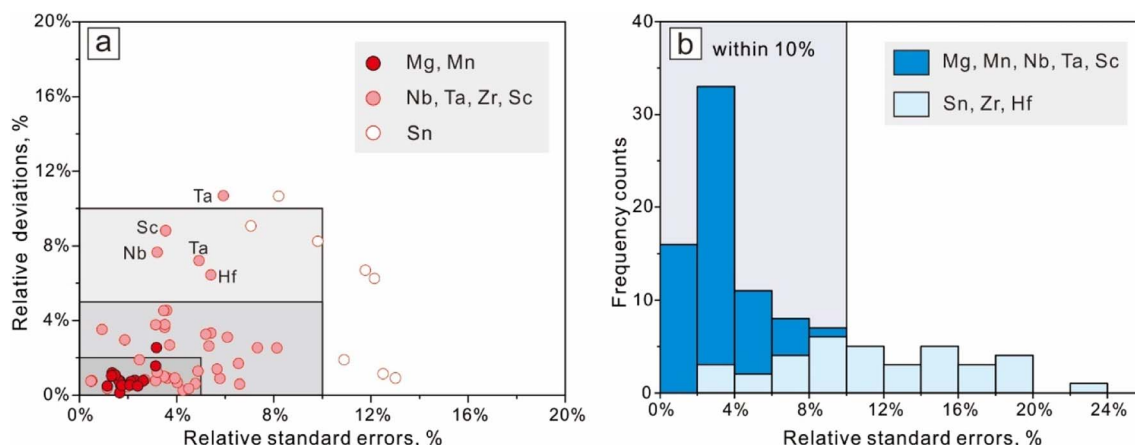 a
20%
16%
12%
8%
4%
0%
Relative deviations, %
Mg, Mn
Nb, Ta, Zr, Sc
Sn
Ta
Sc
Nb
Ta
Hf
0%
4%
8%
12%
16%
20%
Relative standard errors, %
b
within 10%
40
30
20
10
0
Frequency counts
Mg, Mn, Nb, Ta, Sc
Sn, Zr, Hf
0%
4%
8%
12%
16%
20%
24%
Relative standard errors, %